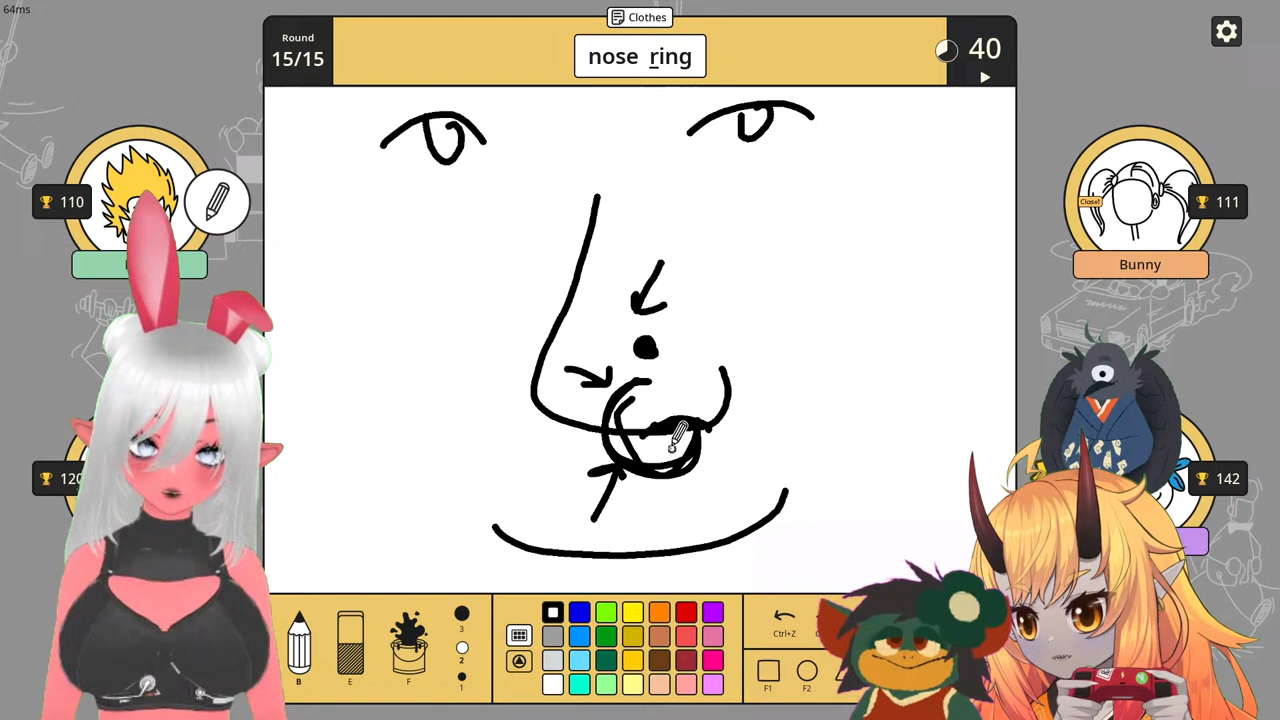 64ms
Clothes
Round
15/15
nose ring
40
110
Close!
111
Bunny
120
142
3
2
1
B
E
F
Ctrl+Z
F1
F2